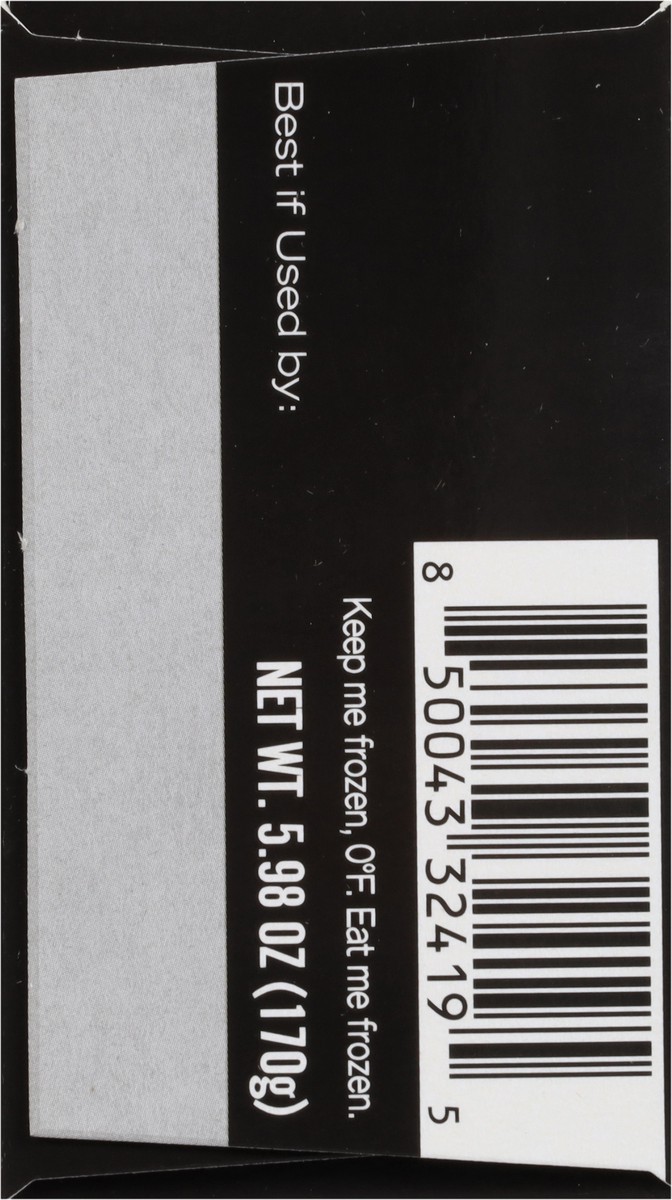 8 50043 32419 5
Keep me frozen, 0°F. Eat me frozen.
Best if Used by:
NET WT. 5.98 OZ (170g)